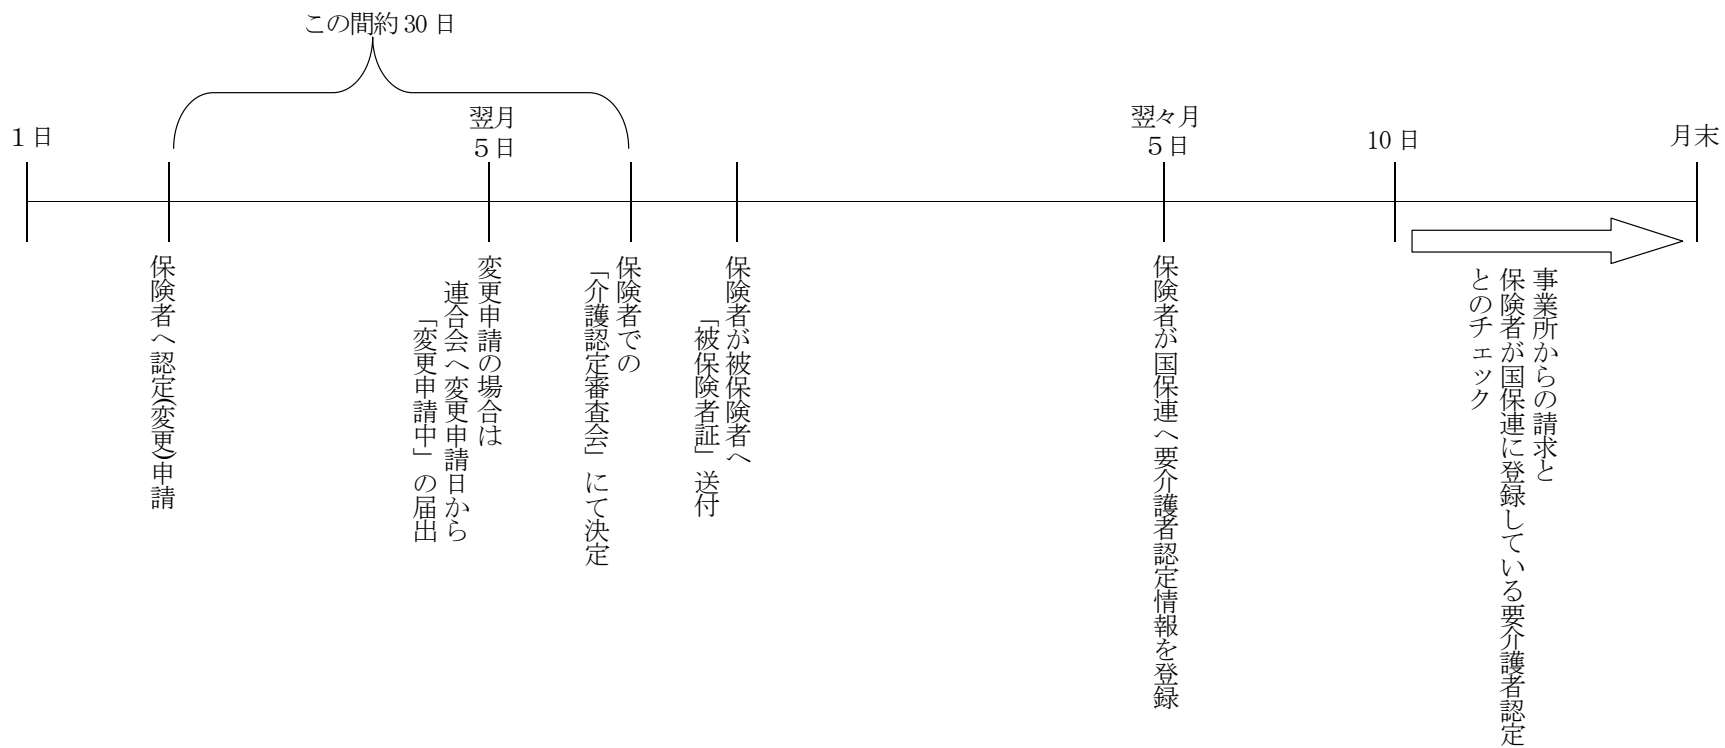 この間約30日
1日
翌月
5日
翌々月
5日
10日
月末
保険者へ認定(変更)申請
変更申請の場合は
連合会へ変更申請日から
「変更申請中」の届出
保険者での
「介護認定審査会」にて決定
保険者が被保険者へ
「被保険者証」送付
保険者が国保連へ要介護者認定情報を登録
事業所からの請求と
保険者が国保連に登録している要介護者認定
とのチェック